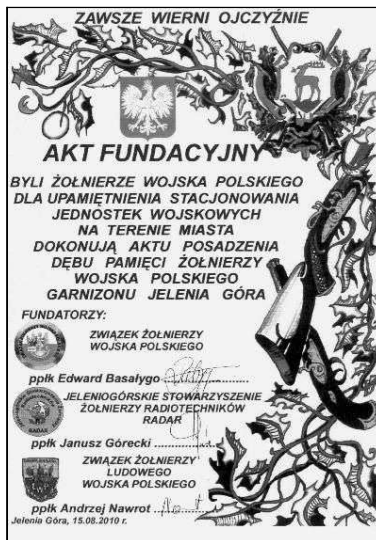 ZAWSZE WIERNI OJCZYŹNIE
AKT FUNDACYJNY
BYLI ŻOŁNIERZE WOJSKA POLSKIEGO
DLA UPAMIĘTNIENIA STACJONOWANIA
JEDNOSTEK WOJSKOWYCH
NA TERENIE MIASTA
DOKONUJĄ AKTU POSADZENIA
DĘBU PAMIĘCI ŻOŁNIERZY
WOJSKA POLSKIEGO
GARNIZONU JELENIA GÓRA
FUNDATORZY:
ZWIĄZEK ŻOŁNIERZY
WOJSKA POLSKIEGO
ppłk Edward Basałygo
JELENIOGÓRSKIE STOWARZYSZENIE
ŻOŁNIERZY RADIOTECHNIKÓW
RADAR
RADAR
ppłk Janusz Górecki
ZWIĄZEK ŻOŁNIERZY
LUDOWEGO
WOJSKA POLSKIEGO
ppłk Andrzej Nawrot
Jelenia Góra, 15.08.2010 r.